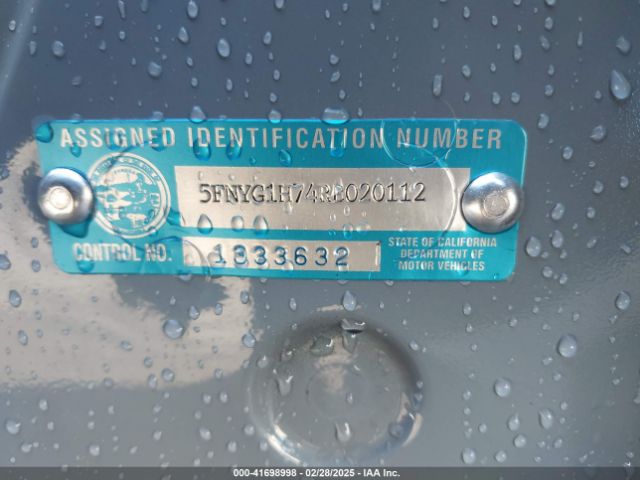 ASSIGNED IDENTIFICATION NUMBER
5FNYG1H74RB020112
CONTROL NO. 1833632
STATE OF CALIFORNIA
DEPARTMENT OF
MOTOR VEHICLES
000-41698998 - 02/28/2025 - IAA Inc.